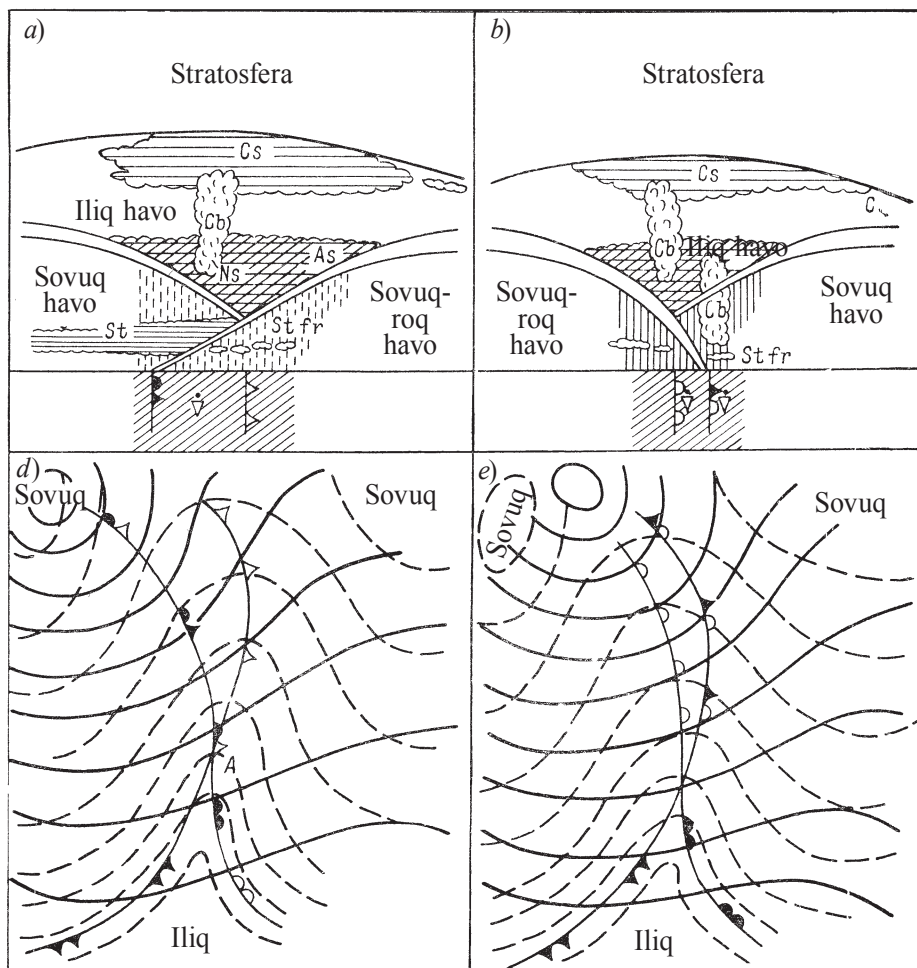 a)
Stratosfera
Cs
Iliq havo
Cb
As
Ns
Sovuq
havo
St
St fr
Sovuq-
roq
havo
b)
Stratosfera
Cs
C
Iliq havo
Cb
Cb
Sovuq-
roq
havo
Sovuq
havo
St fr
d)
Sovuq
Sovuq
A
Iliq
e)
Sovuq
Sovuq
Iliq